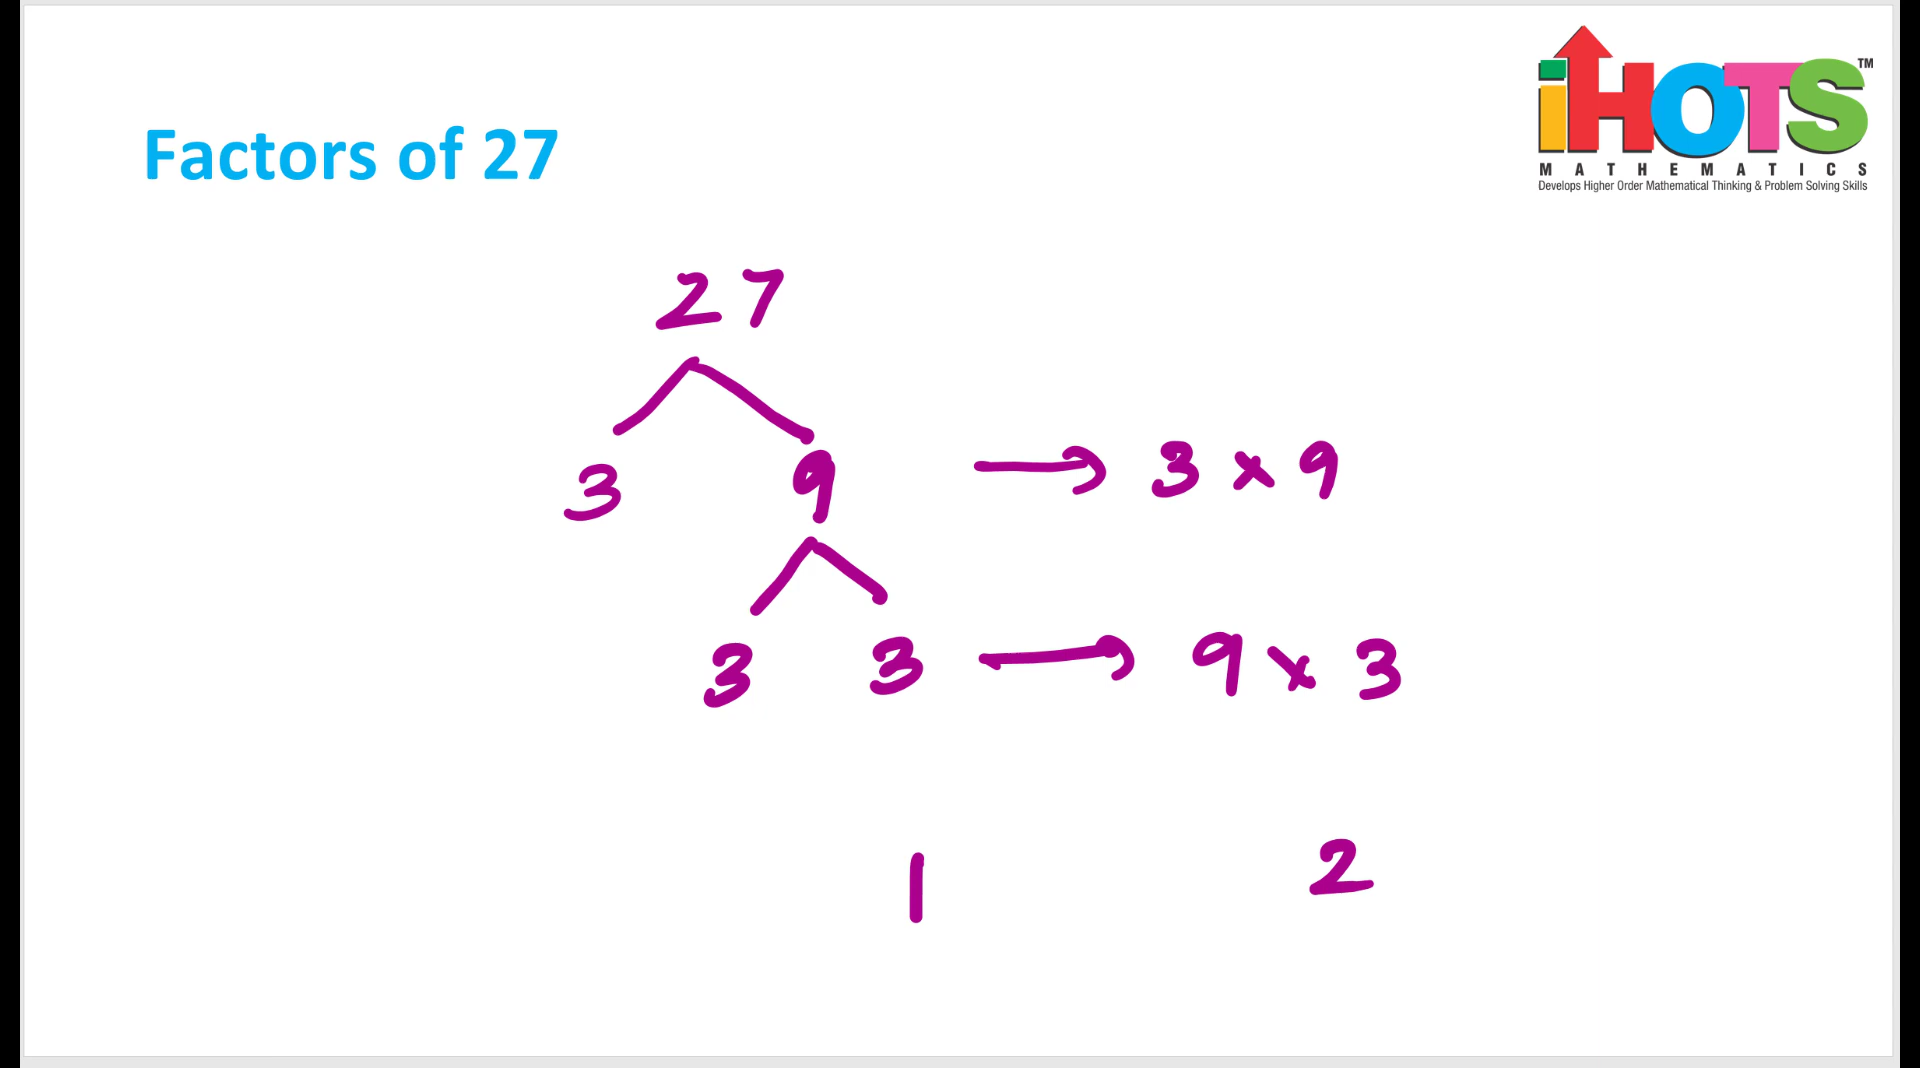 iHOTS™
MATHEMATICS
Develops Higher Order Mathematical Thinking & Problem Solving Skills
Factors of 27
27
3 9 → 3 × 9
3 3 → 9 × 3
1 2